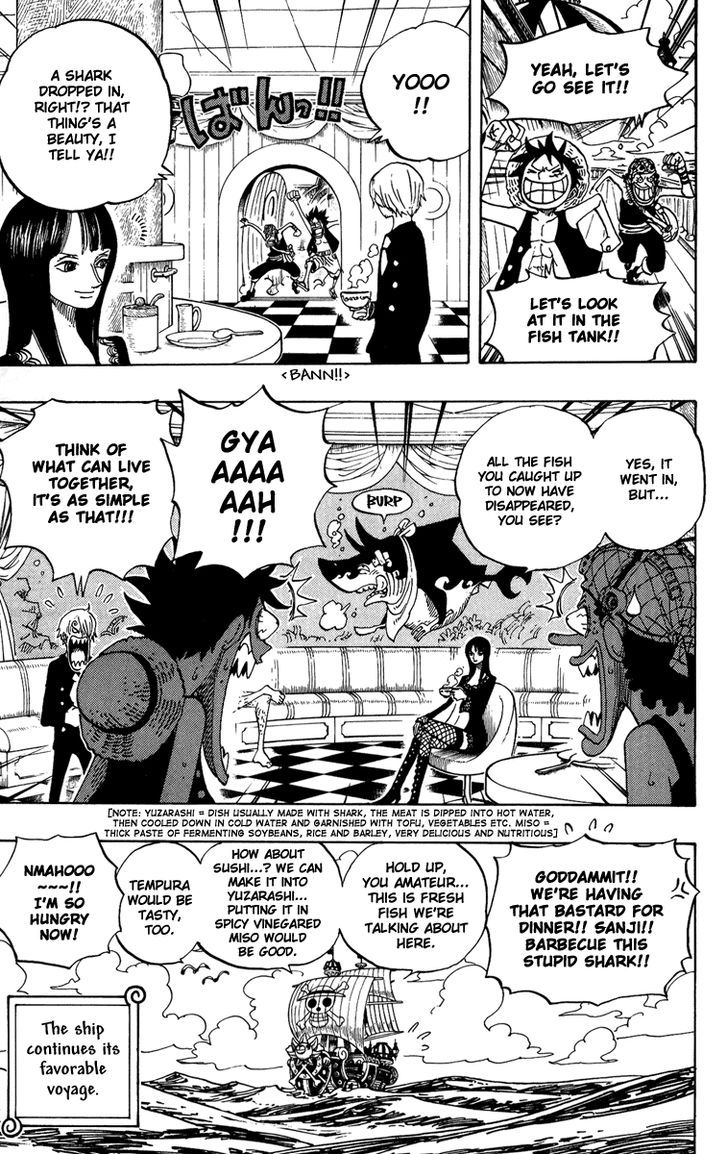 YEAH, LET'S
GO SEE IT!!
LET'S LOOK
AT IT IN THE
FISH TANK!!
YOOO
!!
A SHARK
DROPPED IN,
RIGHT!? THAT
THING'S A
BEAUTY, I
TELL YA!!
ばんっ!!
<BANN!!>
YES, IT
WENT IN,
BUT...
ALL THE FISH
YOU CAUGHT UP
TO NOW HAVE
DISAPPEARED,
YOU SEE?
BURP
GYA
AAAA
AAH
!!!
THINK OF
WHAT CAN LIVE
TOGETHER,
IT'S AS SIMPLE
AS THAT!!!
[NOTE: YUZARASHI = DISH USUALLY MADE WITH SHARK, THE MEAT IS DIPPED INTO HOT WATER,
THEN COOLED DOWN IN COLD WATER AND GARNISHED WITH TOFU, VEGETABLES ETC. MISO =
THICK PASTE OF FERMENTING SOYBEANS, RICE AND BARLEY, VERY DELICIOUS AND NUTRITIOUS]
GODDAMMIT!!
WE'RE HAVING
THAT BASTARD FOR
DINNER!! SANJI!!
BARBECUE THIS
STUPID SHARK!!
HOLD UP,
YOU AMATEUR...
THIS IS FRESH
FISH WE'RE
TALKING ABOUT
HERE.
HOW ABOUT
SUSHI...? WE CAN
MAKE IT INTO
YUZARASHI...
PUTTING IT IN
SPICY VINEGARED
MISO WOULD
BE GOOD.
TEMPURA
WOULD BE
TASTY,
TOO.
NMAHOOO
~~~!!
I'M SO
HUNGRY
NOW!
The ship
continues its
favorable
voyage.